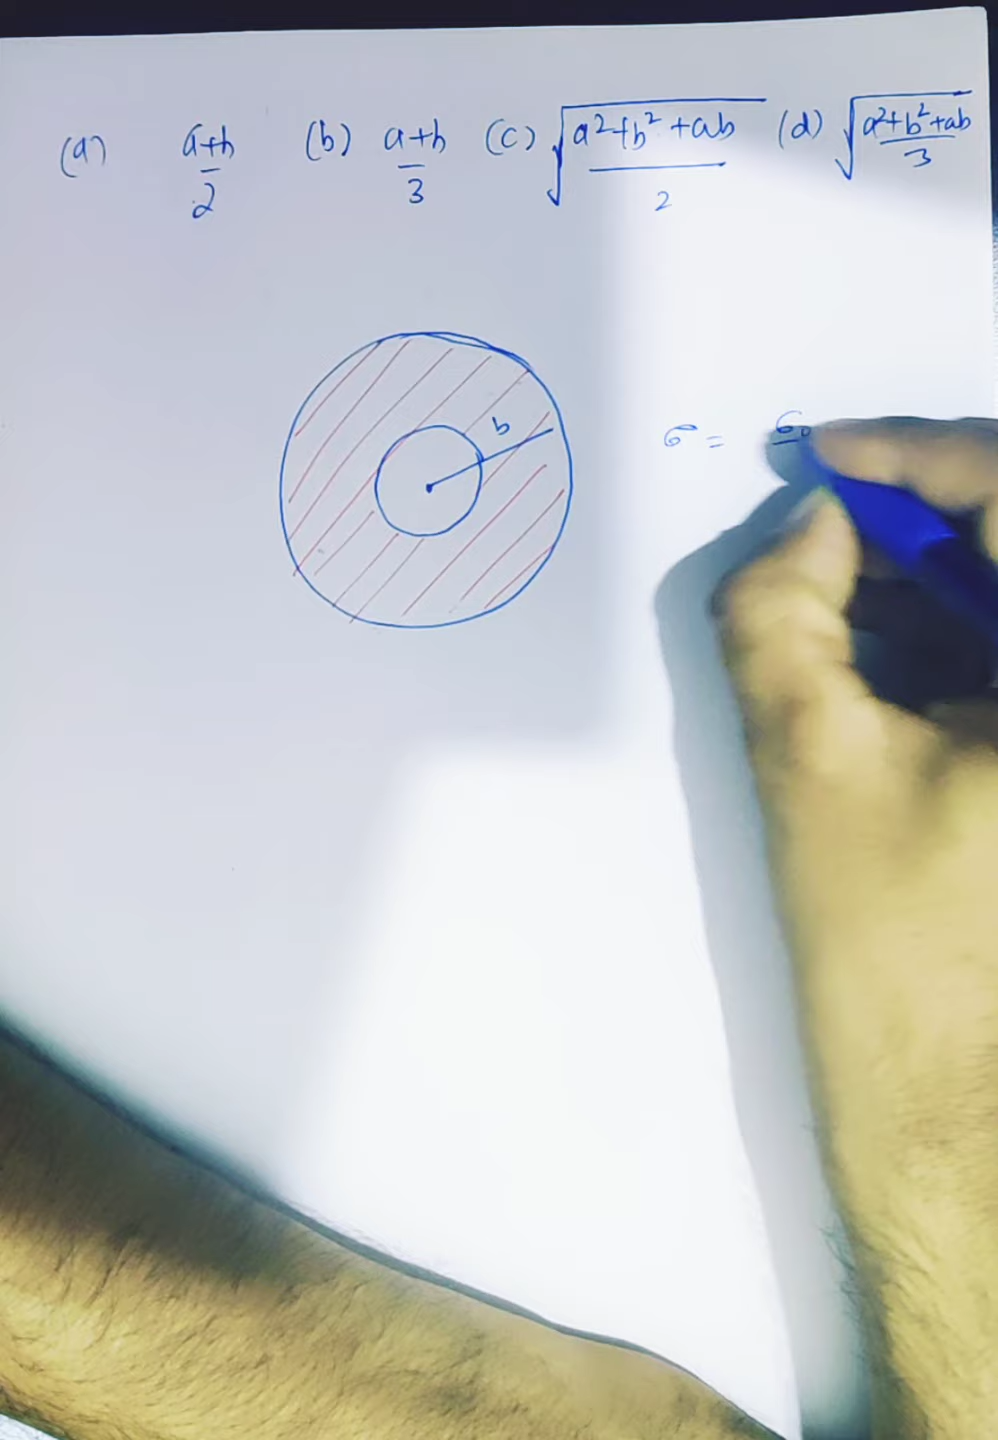 (a) a+b/2 (b) a+b/3 (c) √(a²+b²+ab/2) (d) √(a²+b²+ab/3)
b
σ = σ₀